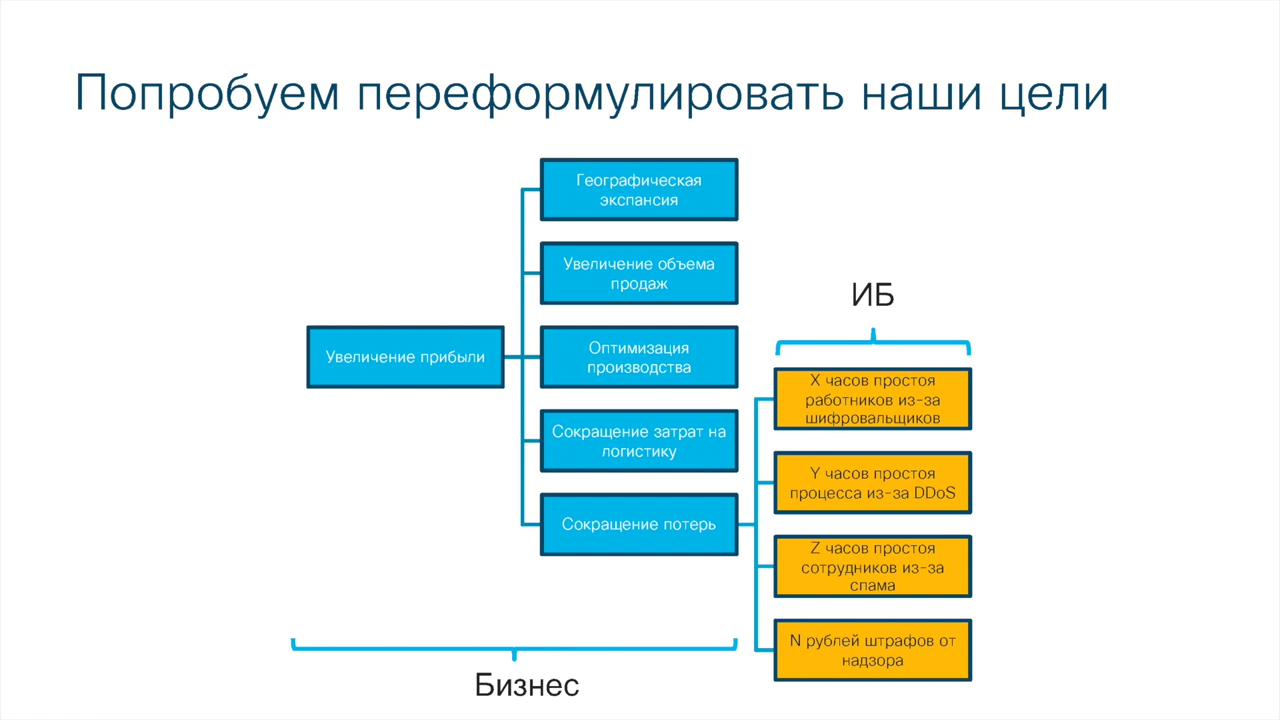 Попробуем переформулировать наши цели
Географическая
экспансия
Увеличение объема
продаж
ИБ
Увеличение прибыли
Оптимизация
производства
X часов простоя
работников из-за
шифровальщиков
Сокращение затрат на
логистику
Y часов простоя
процесса из-за DDoS
Сокращение потерь
Z часов простоя
сотрудников из-за
спама
N рублей штрафов от
надзора
Бизнес